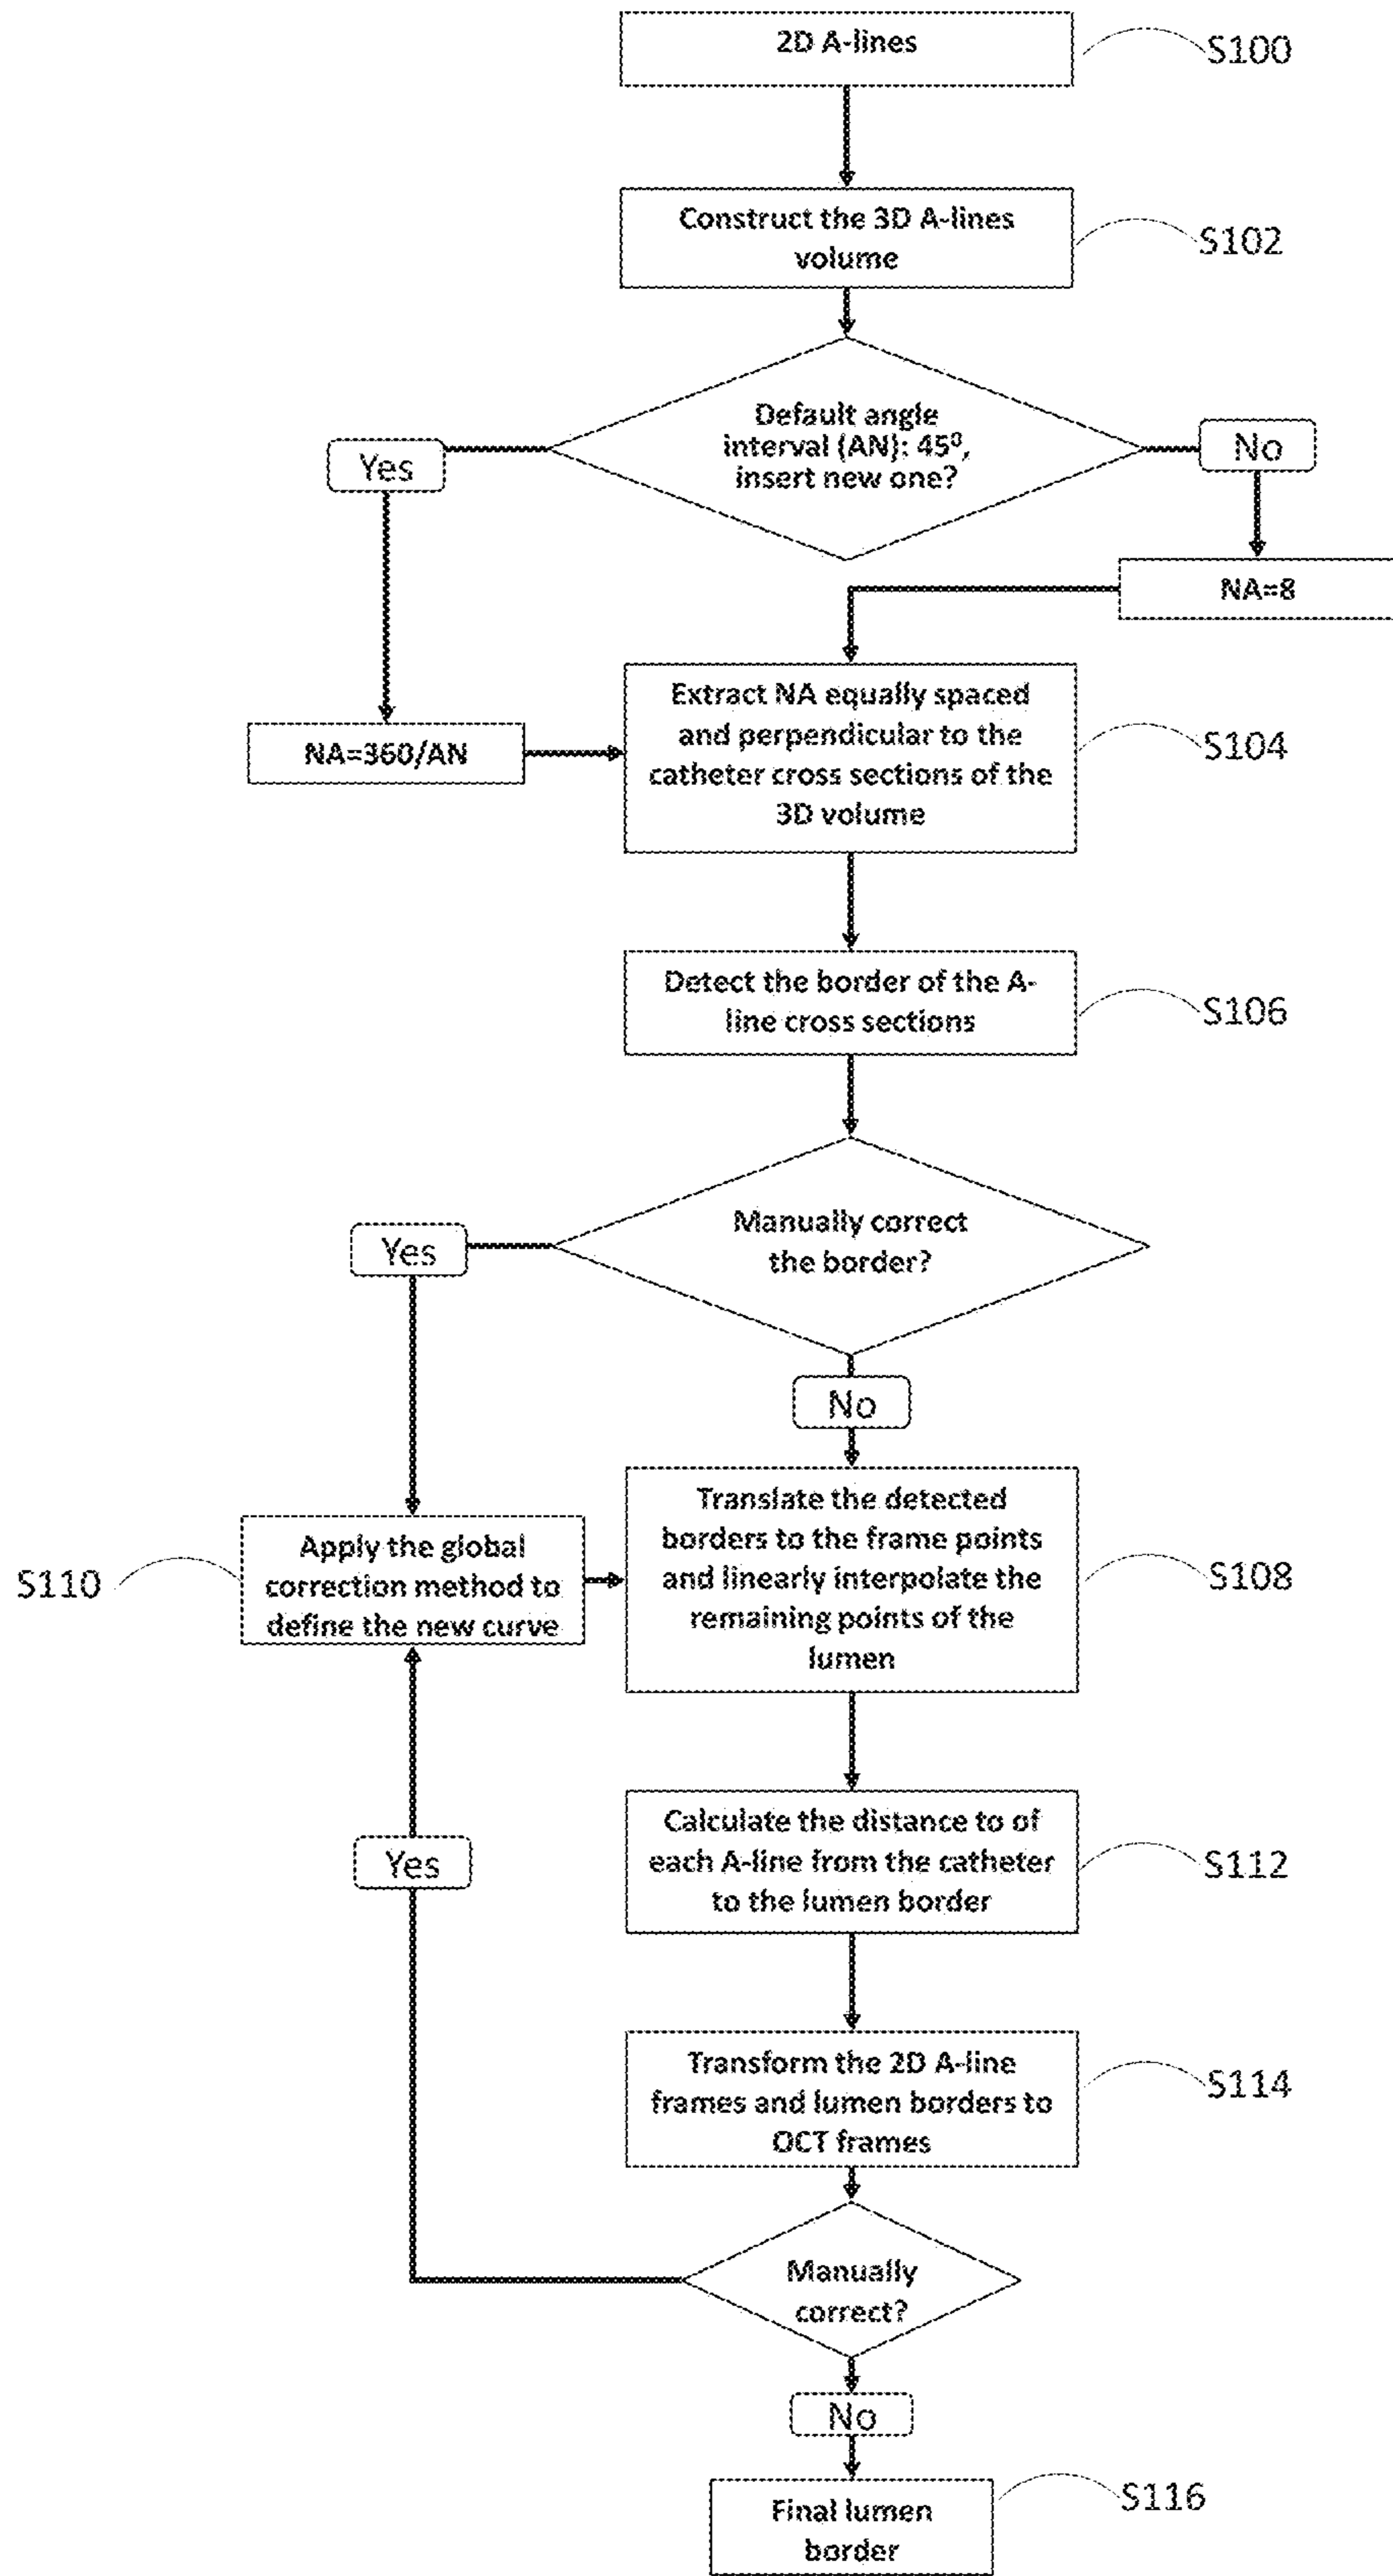 2D A-lines
S100
Construct the 3D A-lines
volume
S102
Default angle
interval (AN): 45⁰,
insert new one?
Yes
No
NA=8
NA=360/AN
Extract NA equally spaced
and perpendicular to the
catheter cross sections of the
3D volume
S104
Detect the border of the A-
line cross sections
S106
Manually correct
the border?
Yes
No
Translate the detected
borders to the frame points
and linearly interpolate the
remaining points of the
lumen
S108
Apply the global
correction method to
define the new curve
S110
Calculate the distance to of
each A-line from the catheter
to the lumen border
S112
Yes
Transform the 2D A-line
frames and lumen borders to
OCT frames
S114
Manually
correct?
No
Final lumen
border
S116